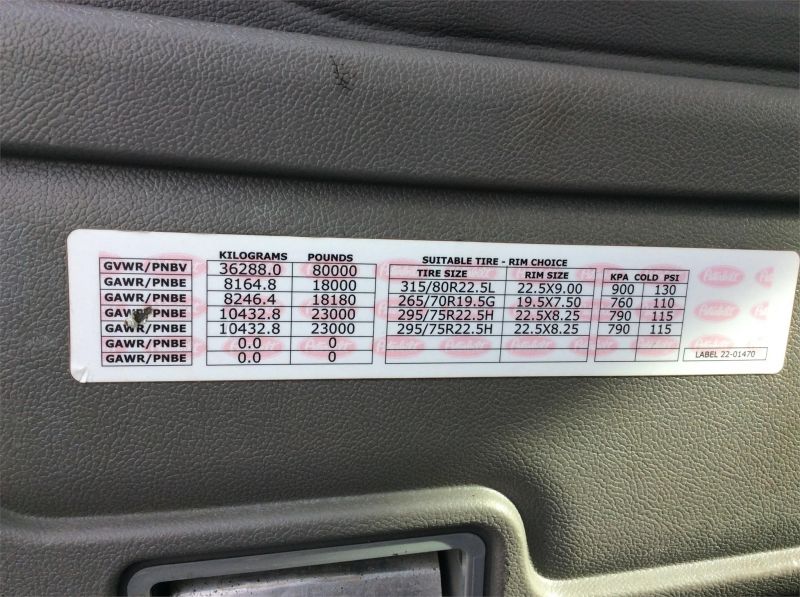 KILOGRAMS POUNDS SUITABLE TIRE - RIM CHOICE
TIRE SIZE RIM SIZE KPA COLD PSI
GVWR/PNBV 36288.0 80000
GAWR/PNBE 8164.8 18000 315/80R22.5L 22.5X9.00 900 130
GAWR/PNBE 8246.4 18180 265/70R19.5G 19.5X7.50 760 110
GAWR/PNBE 10432.8 23000 295/75R22.5H 22.5X8.25 790 115
GAWR/PNBE 10432.8 23000 295/75R22.5H 22.5X8.25 790 115
GAWR/PNBE 0.0 0
GAWR/PNBE 0.0 0
LABEL 22-01470
Peterbilt